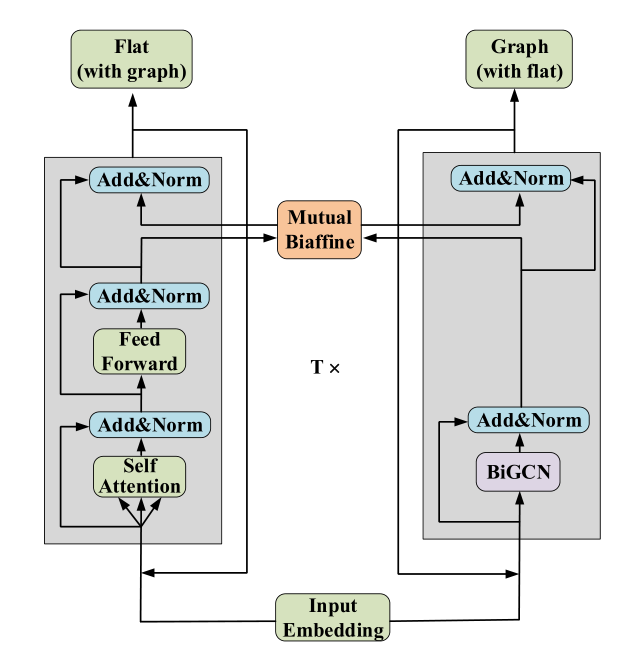 Flat
(with graph)
Graph
(with flat)
Add&Norm
Add&Norm
Mutual
Biaffine
Add&Norm
Feed
Forward
T ×
Add&Norm
Add&Norm
Self
Attention
BiGCN
Input
Embedding